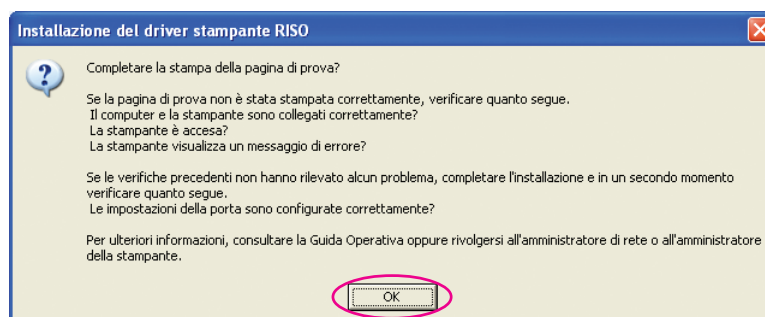 Installazione del driver stampante RISO
Completare la stampa della pagina di prova?
Se la pagina di prova non è stata stampata correttamente, verificare quanto segue.
Il computer e la stampante sono collegati correttamente?
La stampante è accesa?
La stampante visualizza un messaggio di errore?
Se le verifiche precedenti non hanno rilevato alcun problema, completare l'installazione e in un secondo momento
verificare quanto segue.
Le impostazioni della porta sono configurate correttamente?
Per ulteriori informazioni, consultare la Guida Operativa oppure rivolgersi all'amministratore di rete o all'amministratore
della stampante.
OK